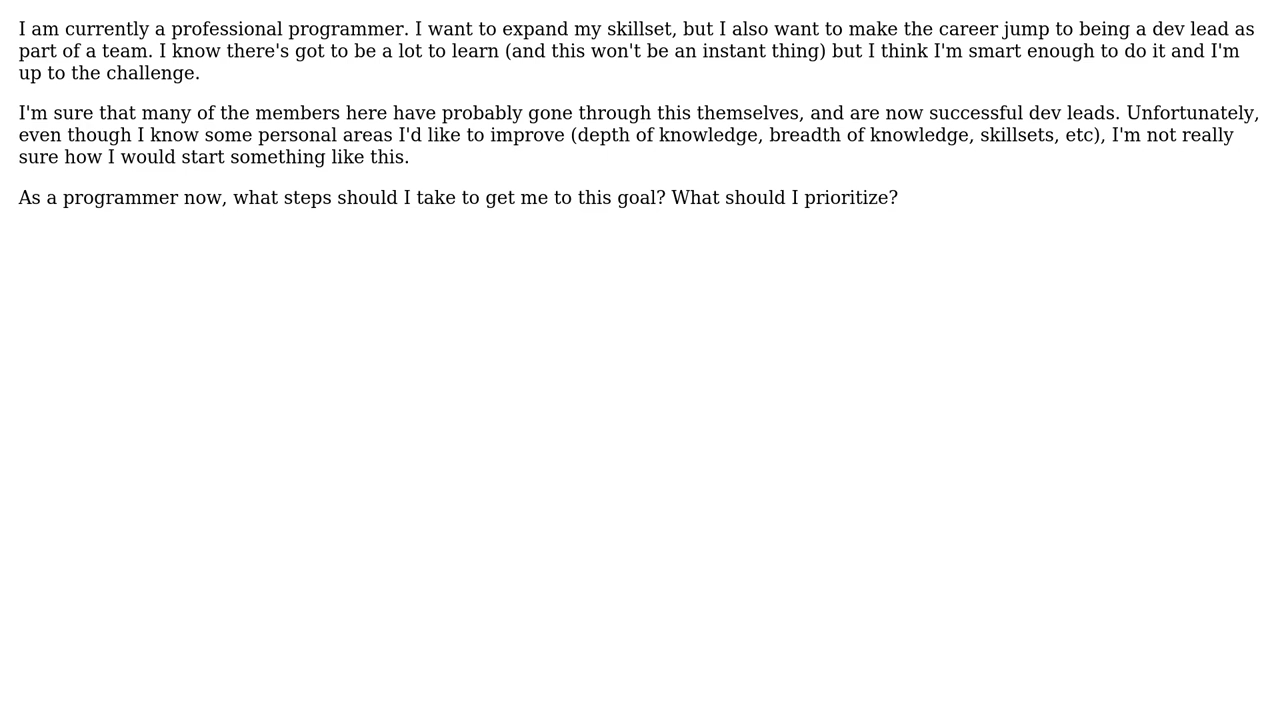 I am currently a professional programmer. I want to expand my skillset, but I also want to make the career jump to being a dev lead as
part of a team. I know there's got to be a lot to learn (and this won't be an instant thing) but I think I'm smart enough to do it and I'm
up to the challenge.
I'm sure that many of the members here have probably gone through this themselves, and are now successful dev leads. Unfortunately,
even though I know some personal areas I'd like to improve (depth of knowledge, breadth of knowledge, skillsets, etc), I'm not really
sure how I would start something like this.
As a programmer now, what steps should I take to get me to this goal? What should I prioritize?